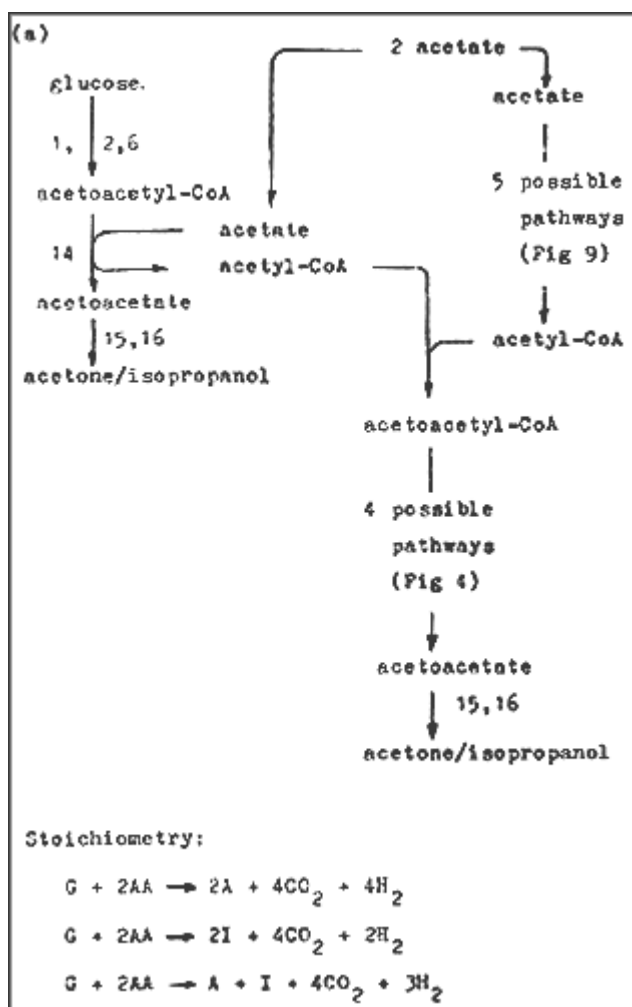 (a)
2 acetate
glucose.
acetate
1, 2,6
5 possible
pathways
(Fig 9)
acetoacetyl-CoA
14
acetate
acetyl-CoA
acetoacetate
15,16
acetone/isopropanol
acetyl-CoA
acetoacetyl-CoA
4 possible
pathways
(Fig 4)
acetoacetate
15,16
acetone/isopropanol
Stoichiometry:
G + 2AA → 2A + 4CO₂ + 4H₂
G + 2AA → 2I + 4CO₂ + 2H₂
G + 2AA → A + I + 4CO₂ + 3H₂